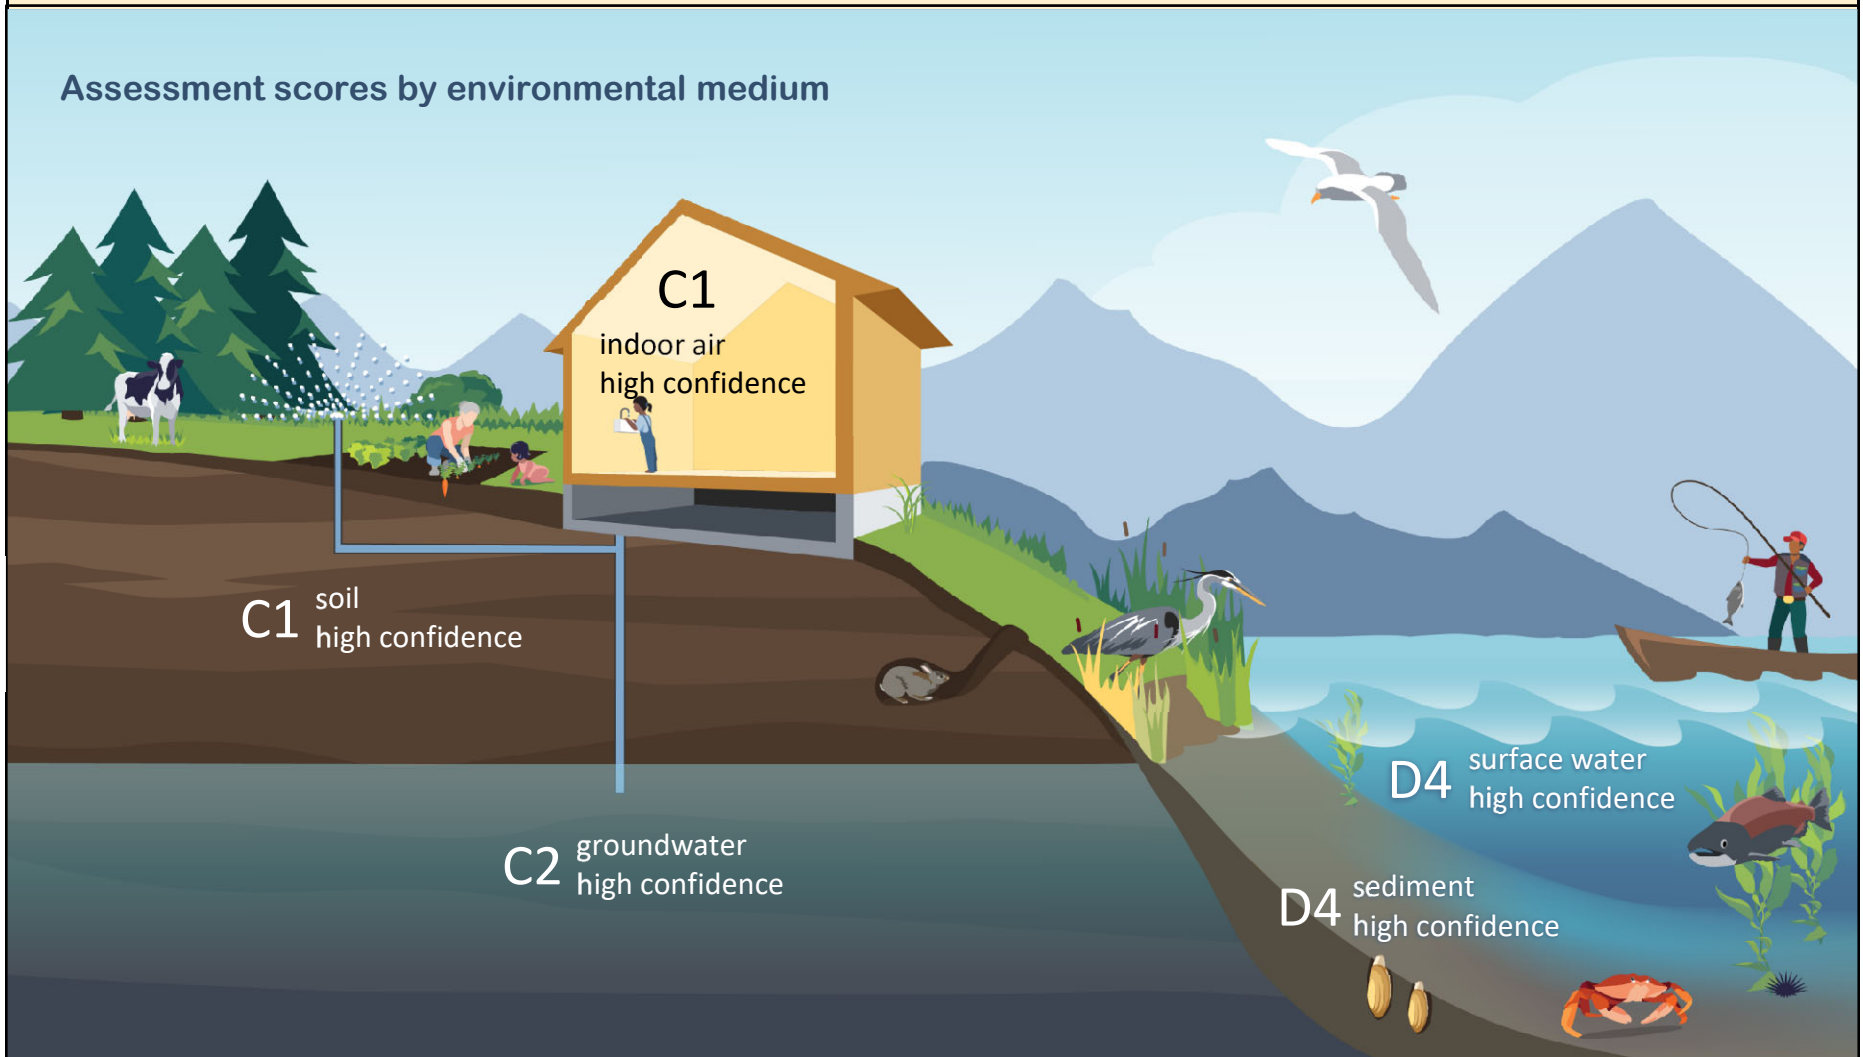 Assessment scores by environmental medium
C1
indoor air
high confidence
C1
soil
high confidence
C2
groundwater
high confidence
D4
surface water
high confidence
D4
sediment
high confidence